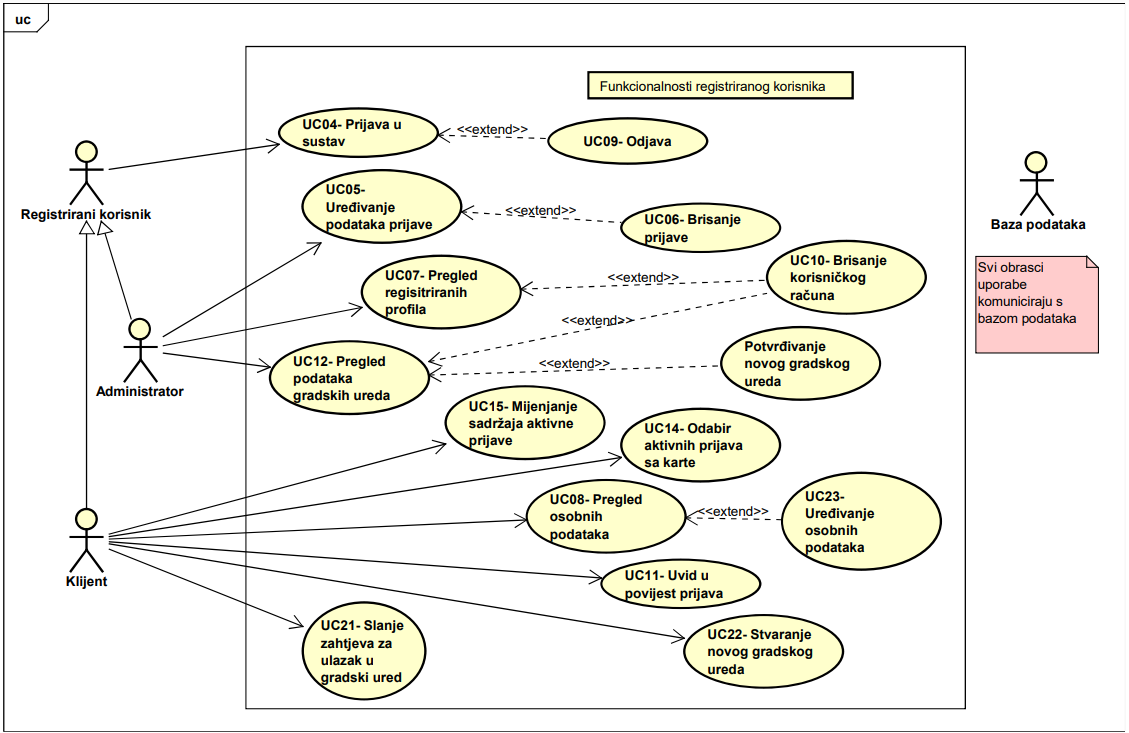 uc
Funkcionalnosti registriranog korisnika
UC04- Prijava u
sustav
<<extend>>
UC09- Odjava
Registrirani korisnik
UC05-
Uređivanje
podataka prijave
<<extend>>
UC06- Brisanje
prijave
Baza podataka
UC07- Pregled
regisitriranih
profila
<<extend>>
UC10- Brisanje
korisničkog
računa
Svi obrasci
uporabe
komuniciraju s
bazom podataka
<<extend>>
Administrator
UC12- Pregled
podataka
gradskih ureda
<<extend>>
Potvrđivanje
novog gradskog
ureda
UC15- Mijenjanje
sadržaja aktivne
prijave
UC14- Odabir
aktivnih prijava
sa karte
UC08- Pregled
osobnih
podataka
<<extend>>
UC23-
Uređivanje
osobnih
podataka
Klijent
UC11- Uvid u
povijest prijava
UC21- Slanje
zahtjeva za
ulazak u
gradski ured
UC22- Stvaranje
novog gradskog
ureda